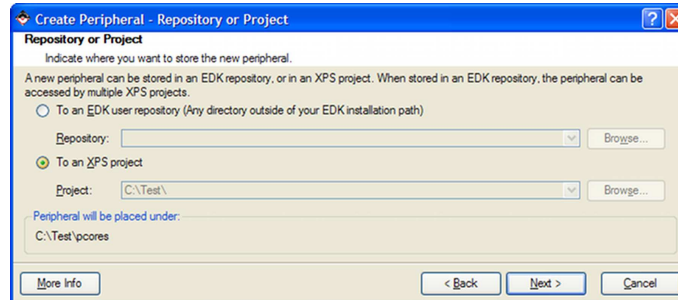 Create Peripheral - Repository or Project
Repository or Project
Indicate where you want to store the new peripheral.
A new peripheral can be stored in an EDK repository, or in an XPS project. When stored in an EDK repository, the peripheral can be
accessed by multiple XPS projects.
To an EDK user repository (Any directory outside of your EDK installation path)
Repository:
Browse...
To an XPS project
Project:
C:\Test\
Browse...
Peripheral will be placed under:
C:\Test\pcores
More Info
< Back
Next >
Cancel